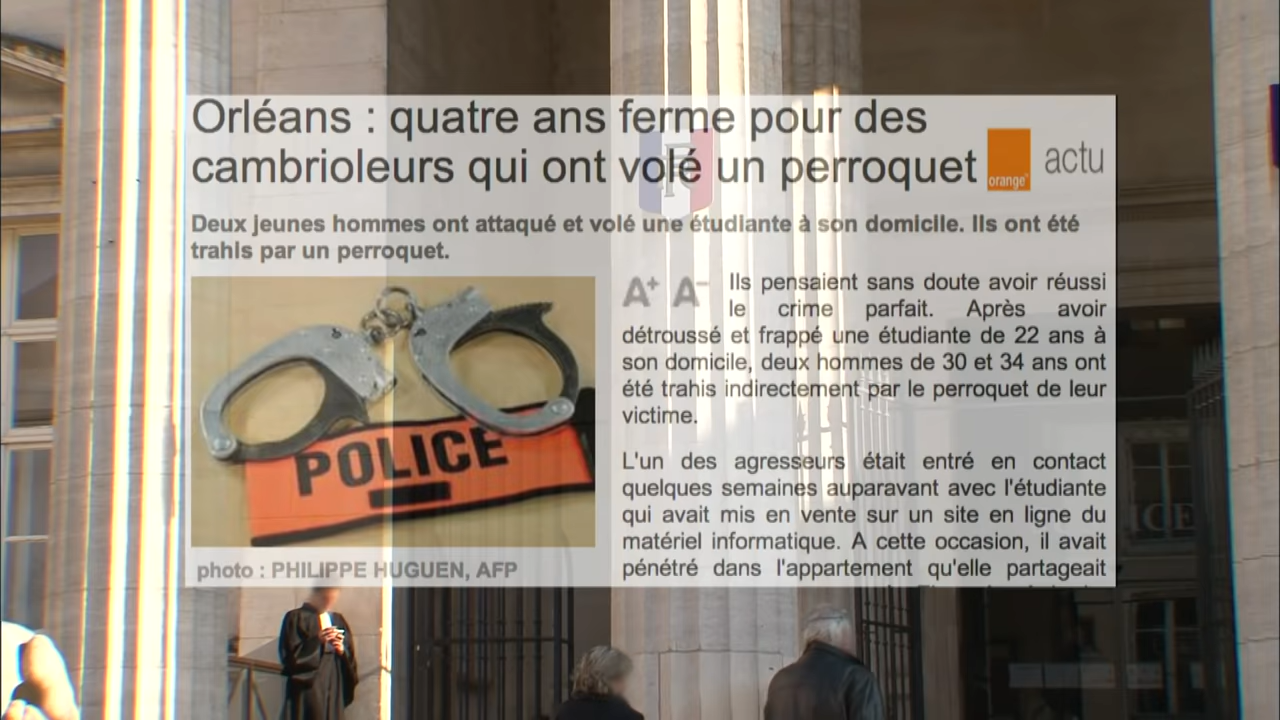 Orléans : quatre ans ferme pour des
cambrioleurs qui ont volé un perroquet
orange
actu
Deux jeunes hommes ont attaqué et volé une étudiante à son domicile. Ils ont été
trahis par un perroquet.
A+ A-
Ils pensaient sans doute avoir réussi
le crime parfait. Après avoir
détroussé et frappé une étudiante de 22 ans à
son domicile, deux hommes de 30 et 34 ans ont
été trahis indirectement par le perroquet de leur
victime.
L'un des agresseurs était entré en contact
quelques semaines auparavant avec l'étudiante
qui avait mis en vente sur un site en ligne du
matériel informatique. A cette occasion, il avait
pénétré dans l'appartement qu'elle partageait
POLICE
photo : PHILIPPE HUGUEN, AFP